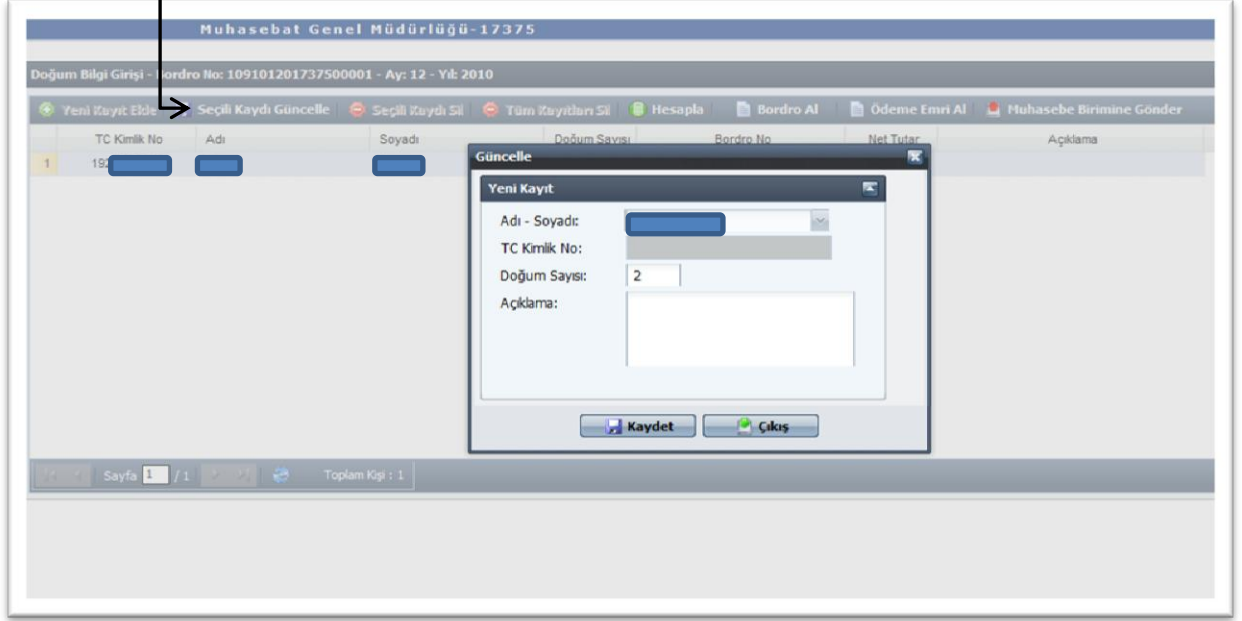 Muhasebat Genel Müdürlüğü-17375
Doğum Bilgi Girişi - Bordro No: 109101201737500001 - Ay: 12 - Yıl: 2010
Yeni Kayıt Ekle Seçili Kaydı Güncelle Seçili Kaydı Sil Tüm Kayıtları Sil Hesapla Bordro Al Ödeme Emri Al Muhasebe Birimine Gönder
TC Kimlik No Adı Soyadı Doğum Sayısı Bordro No Net Tutar Açıklama
1 192
Güncelle
Yeni Kayıt
Adı - Soyadı:
TC Kimlik No:
Doğum Sayısı: 2
Açıklama:
Kaydet Çıkış
Sayfa 1 / 1 Toplam Kişi : 1